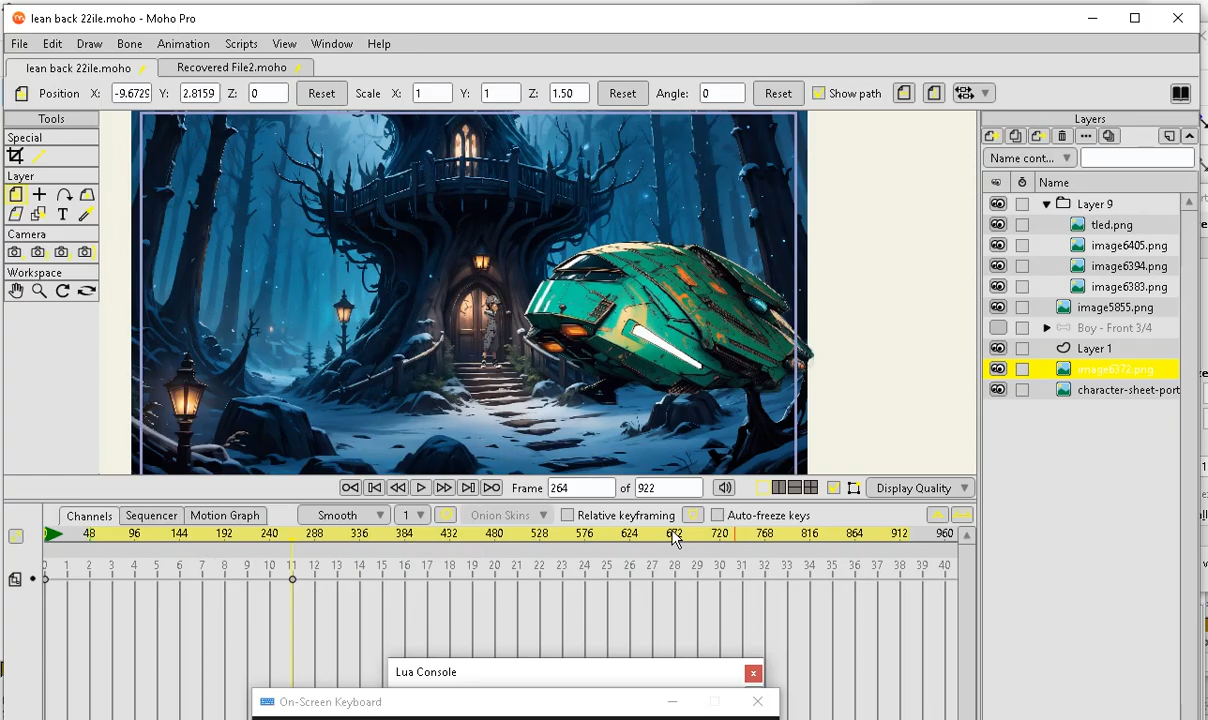 lean back 22ile.moho - Moho Pro
File Edit Draw Bone Animation Scripts View Window Help
lean back 22ile.moho Recovered File2.moho
Position X: -9.6729 Y: 2.8159 Z: 0 Reset Scale X: 1 Y: 1 Z: 1.50 Reset Angle: 0 Reset Show path
Tools
Special
Layer
Camera
Workspace
Layers
Name cont...
Name
Layer 9
tled.png
image6405.png
image6394.png
image6383.png
image5855.png
Boy - Front 3/4
Layer 1
image6372.png
character-sheet-port
Frame 264 of 922 Display Quality
Channels Sequencer Motion Graph Smooth 1 Onion Skins Relative keyframing Auto-freeze keys
48 96 144 192 240 288 336 384 432 480 528 576 624 672 720 768 816 864 912 960
0 1 2 3 4 5 6 7 8 9 10 11 12 13 14 15 16 17 18 19 20 21 22 23 24 25 26 27 28 29 30 31 32 33 34 35 36 37 38 39 40
Lua Console
On-Screen Keyboard